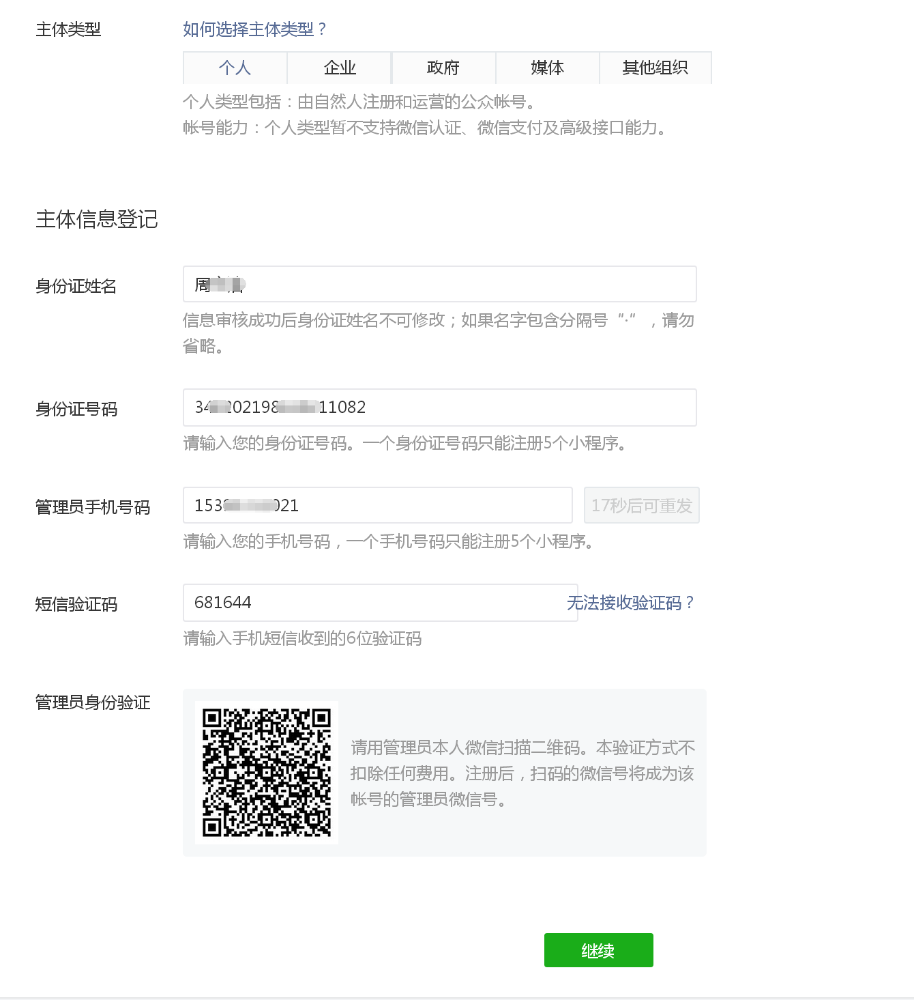 主体类型
如何选择主体类型？
个人 企业 政府 媒体 其他组织
个人类型包括：由自然人注册和运营的公众帐号。
帐号能力：个人类型暂不支持微信认证、微信支付及高级接口能力。
主体信息登记
身份证姓名
周
信息审核成功后身份证姓名不可修改；如果名字包含分隔号“·”，请勿
省略。
身份证号码
34 202198 11082
请输入您的身份证号码。一个身份证号码只能注册5个小程序。
管理员手机号码
153 021
17秒后可重发
请输入您的手机号码，一个手机号码只能注册5个小程序。
短信验证码
681644
无法接收验证码？
请输入手机短信收到的6位验证码
管理员身份验证
请用管理员本人微信扫描二维码。本验证方式不
扣除任何费用。注册后，扫码的微信号将成为该
帐号的管理员微信号。
继续